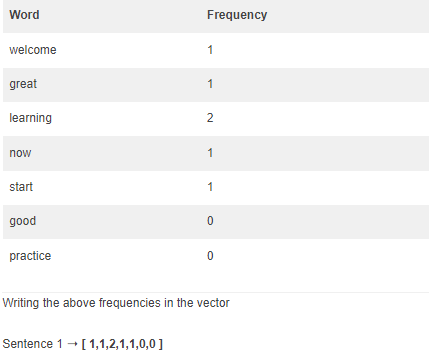 Word Frequency
welcome 1
great 1
learning 2
now 1
start 1
good 0
practice 0
Writing the above frequencies in the vector
Sentence 1 ➝ [ 1,1,2,1,1,0,0 ]